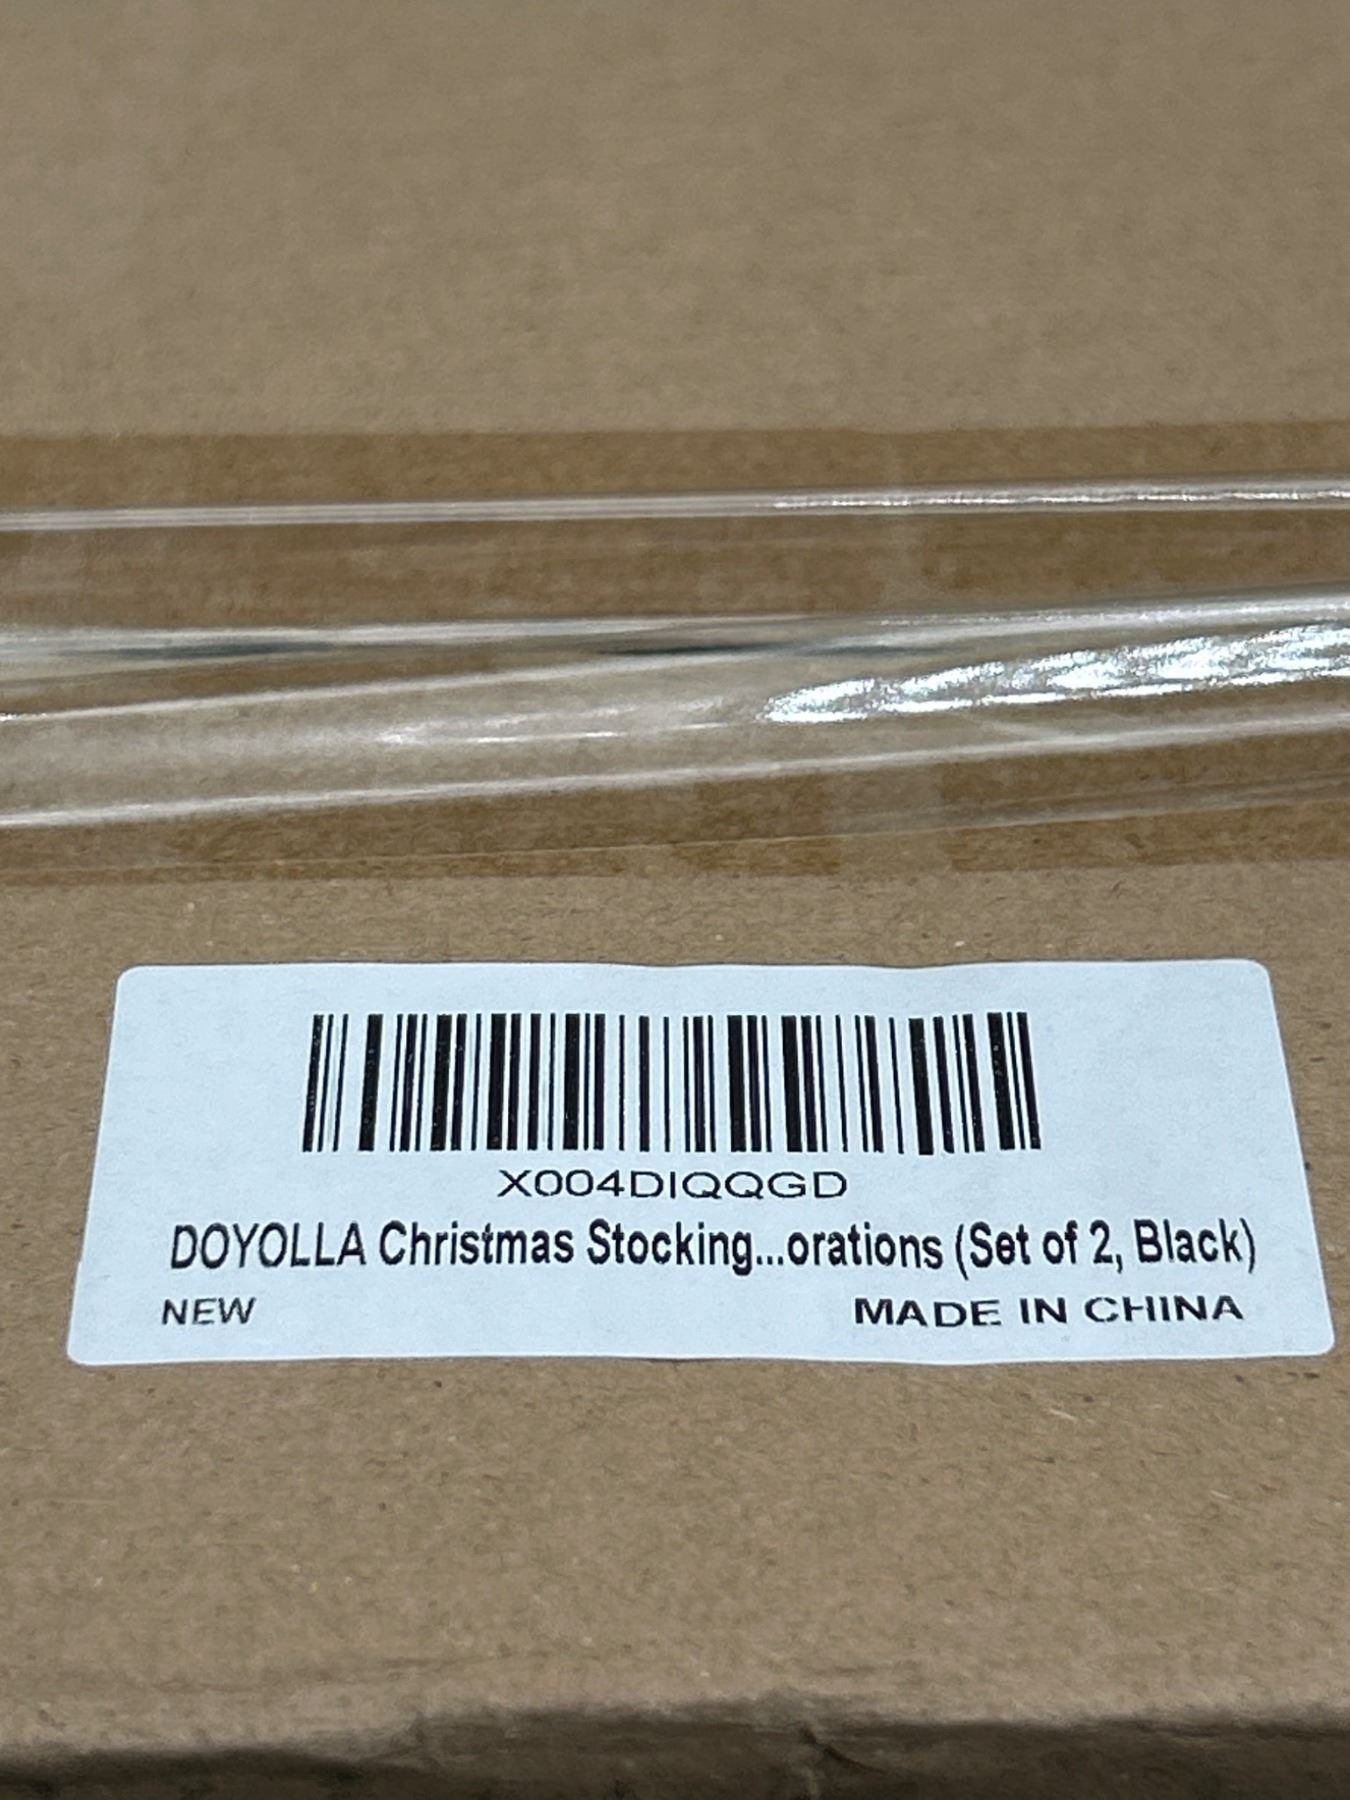 X004DIQQGD
DOYOLLA Christmas Stocking...orations (Set of 2, Black)
NEW
MADE IN CHINA